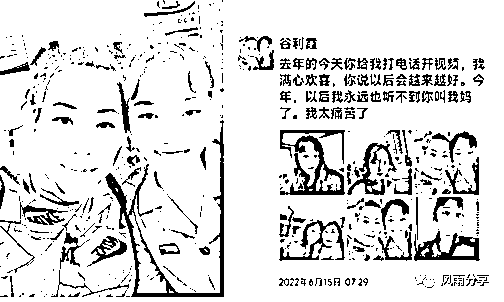 谷利霞
去年的今天你给我打电话开视频，我
满心欢喜，你说以后会越来越好。今
年，以后我永远也听不到你叫我妈
了。我太痛苦了
2022年6月15日 07:29
风雨分享